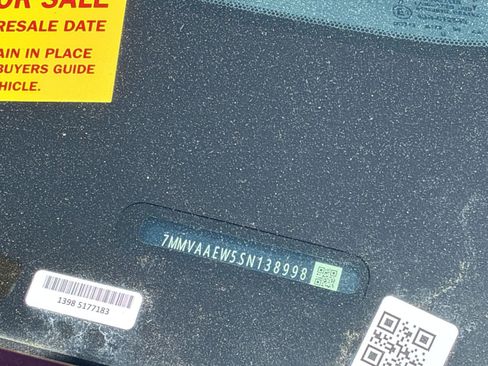 OR SALE
RESALE DATE
AIN IN PLACE
BUYERS GUIDE
HICLE.
7MMVAAEW5SN138998
1398 5177183